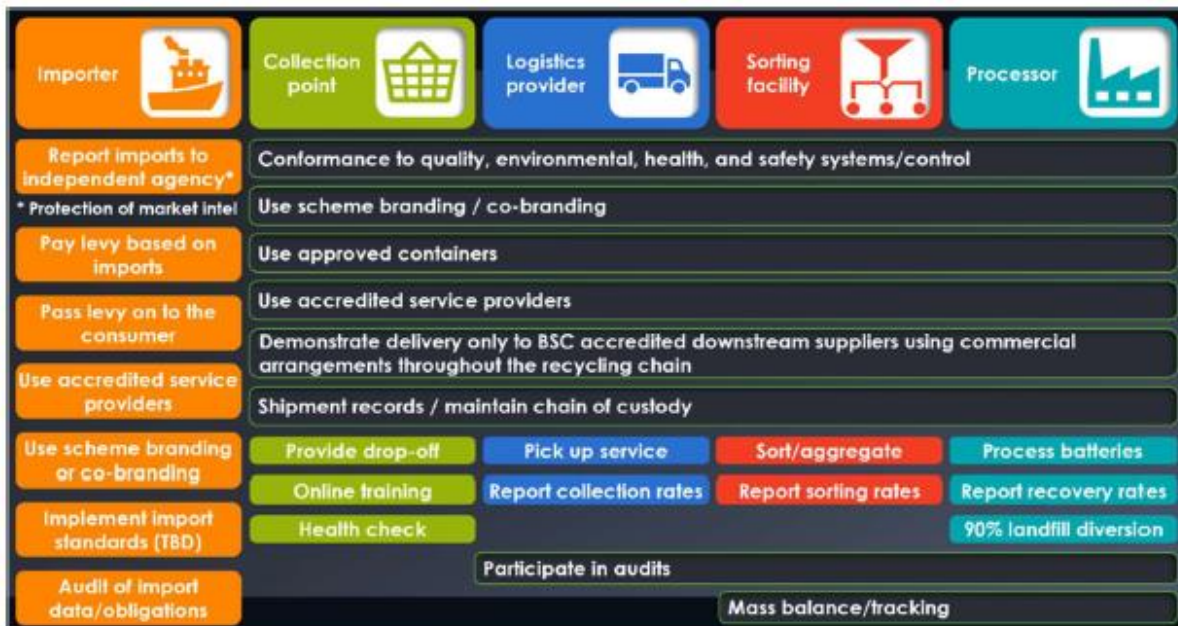 Importer
Collection
point
Logistics
provider
Sorting
facility
Processor
Report imports to
independent agency*
* Protection of market intel
Pay levy based on
imports
Pass levy on to the
consumer
Use accredited service
providers
Use scheme branding
or co-branding
Implement import
standards (TBD)
Audit of import
data/obligations
Conformance to quality, environmental, health, and safety systems/control
Use scheme branding / co-branding
Use approved containers
Use accredited service providers
Demonstrate delivery only to BSC accredited downstream suppliers using commercial
arrangements throughout the recycling chain
Shipment records / maintain chain of custody
Provide drop-off
Pick up service
Sort/aggregate
Process batteries
Online training
Report collection rates
Report sorting rates
Report recovery rates
Health check
90% landfill diversion
Participate in audits
Mass balance/tracking